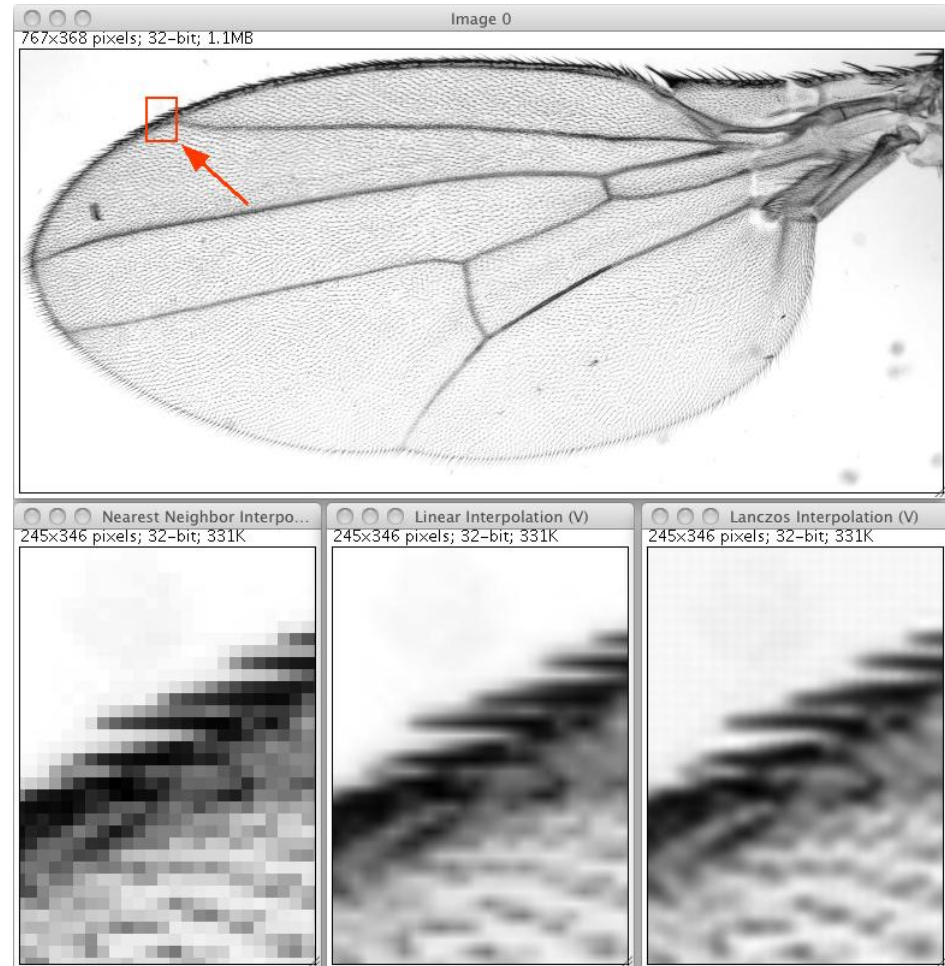 Image 0
767x368 pixels; 32-bit; 1.1MB
Nearest Neighbor Interpo...
245x346 pixels; 32-bit; 331K
Linear Interpolation (V)
245x346 pixels; 32-bit; 331K
Lanczos Interpolation (V)
245x346 pixels; 32-bit; 331K